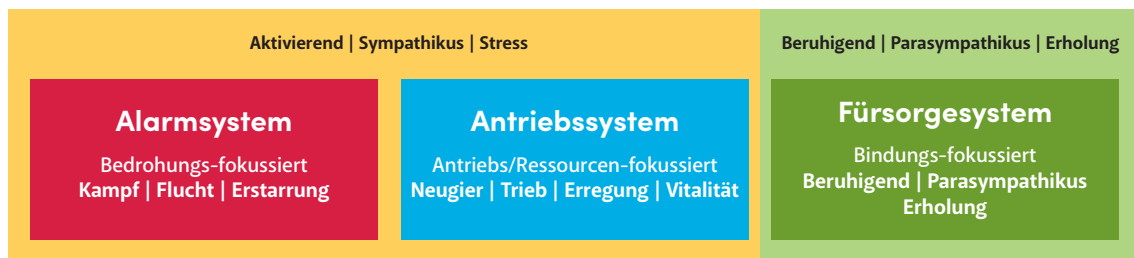 Aktivierend | Sympathikus | Stress
Beruhigend | Parasympathikus | Erholung
Alarmsystem
Bedrohungs-fokussiert
Kampf | Flucht | Erstarrung
Antriebssystem
Antriebs/Ressourcen-fokussiert
Neugier | Trieb | Erregung | Vitalität
Fürsorgesystem
Bindungs-fokussiert
Beruhigend | Parasympathikus
Erholung